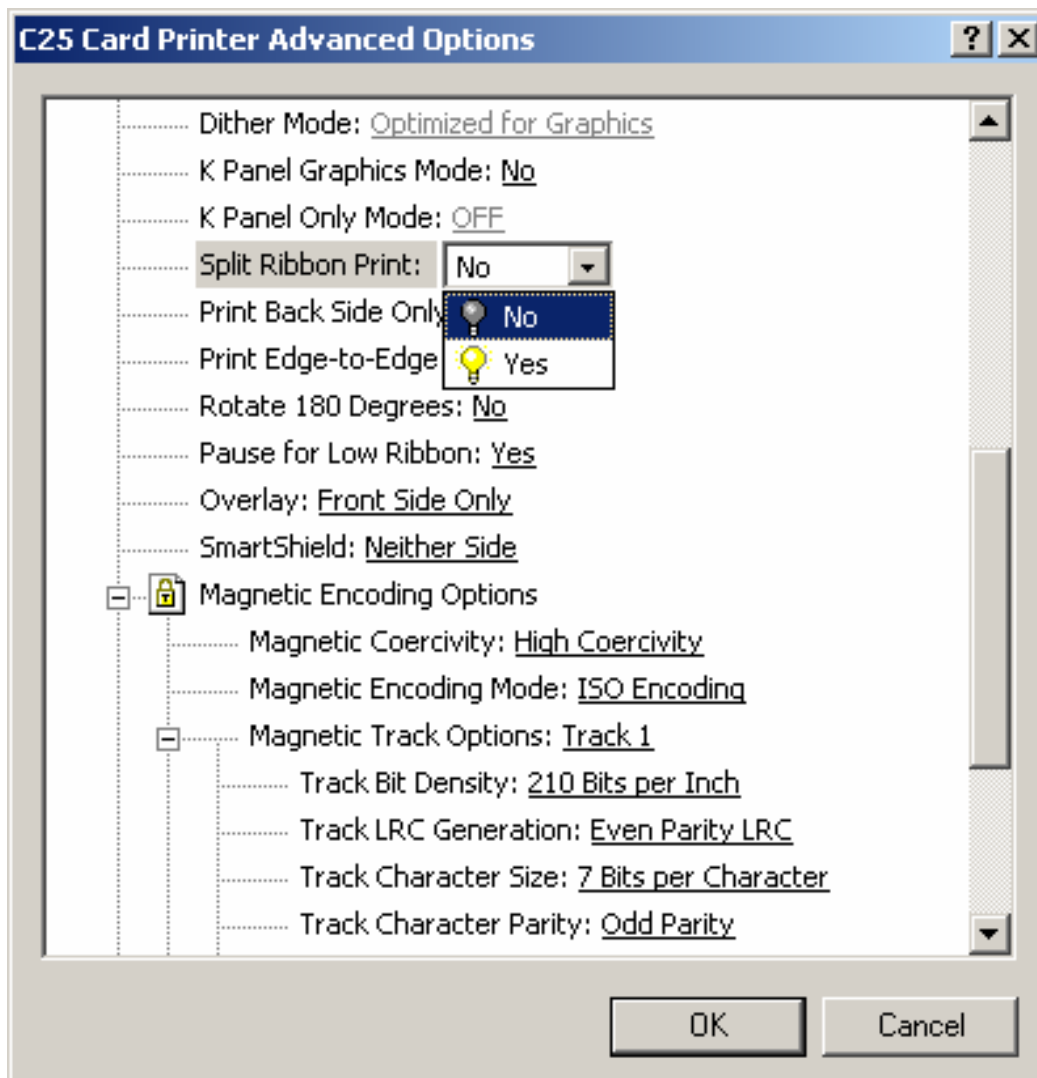 C25 Card Printer Advanced Options
Dither Mode: Optimized for Graphics
K Panel Graphics Mode: No
K Panel Only Mode: OFF
Split Ribbon Print: No
Print Back Side Only
No
Print Edge-to-Edge
Yes
Rotate 180 Degrees: No
Pause for Low Ribbon: Yes
Overlay: Front Side Only
SmartShield: Neither Side
Magnetic Encoding Options
Magnetic Coercivity: High Coercivity
Magnetic Encoding Mode: ISO Encoding
Magnetic Track Options: Track 1
Track Bit Density: 210 Bits per Inch
Track LRC Generation: Even Parity LRC
Track Character Size: 7 Bits per Character
Track Character Parity: Odd Parity
OK
Cancel